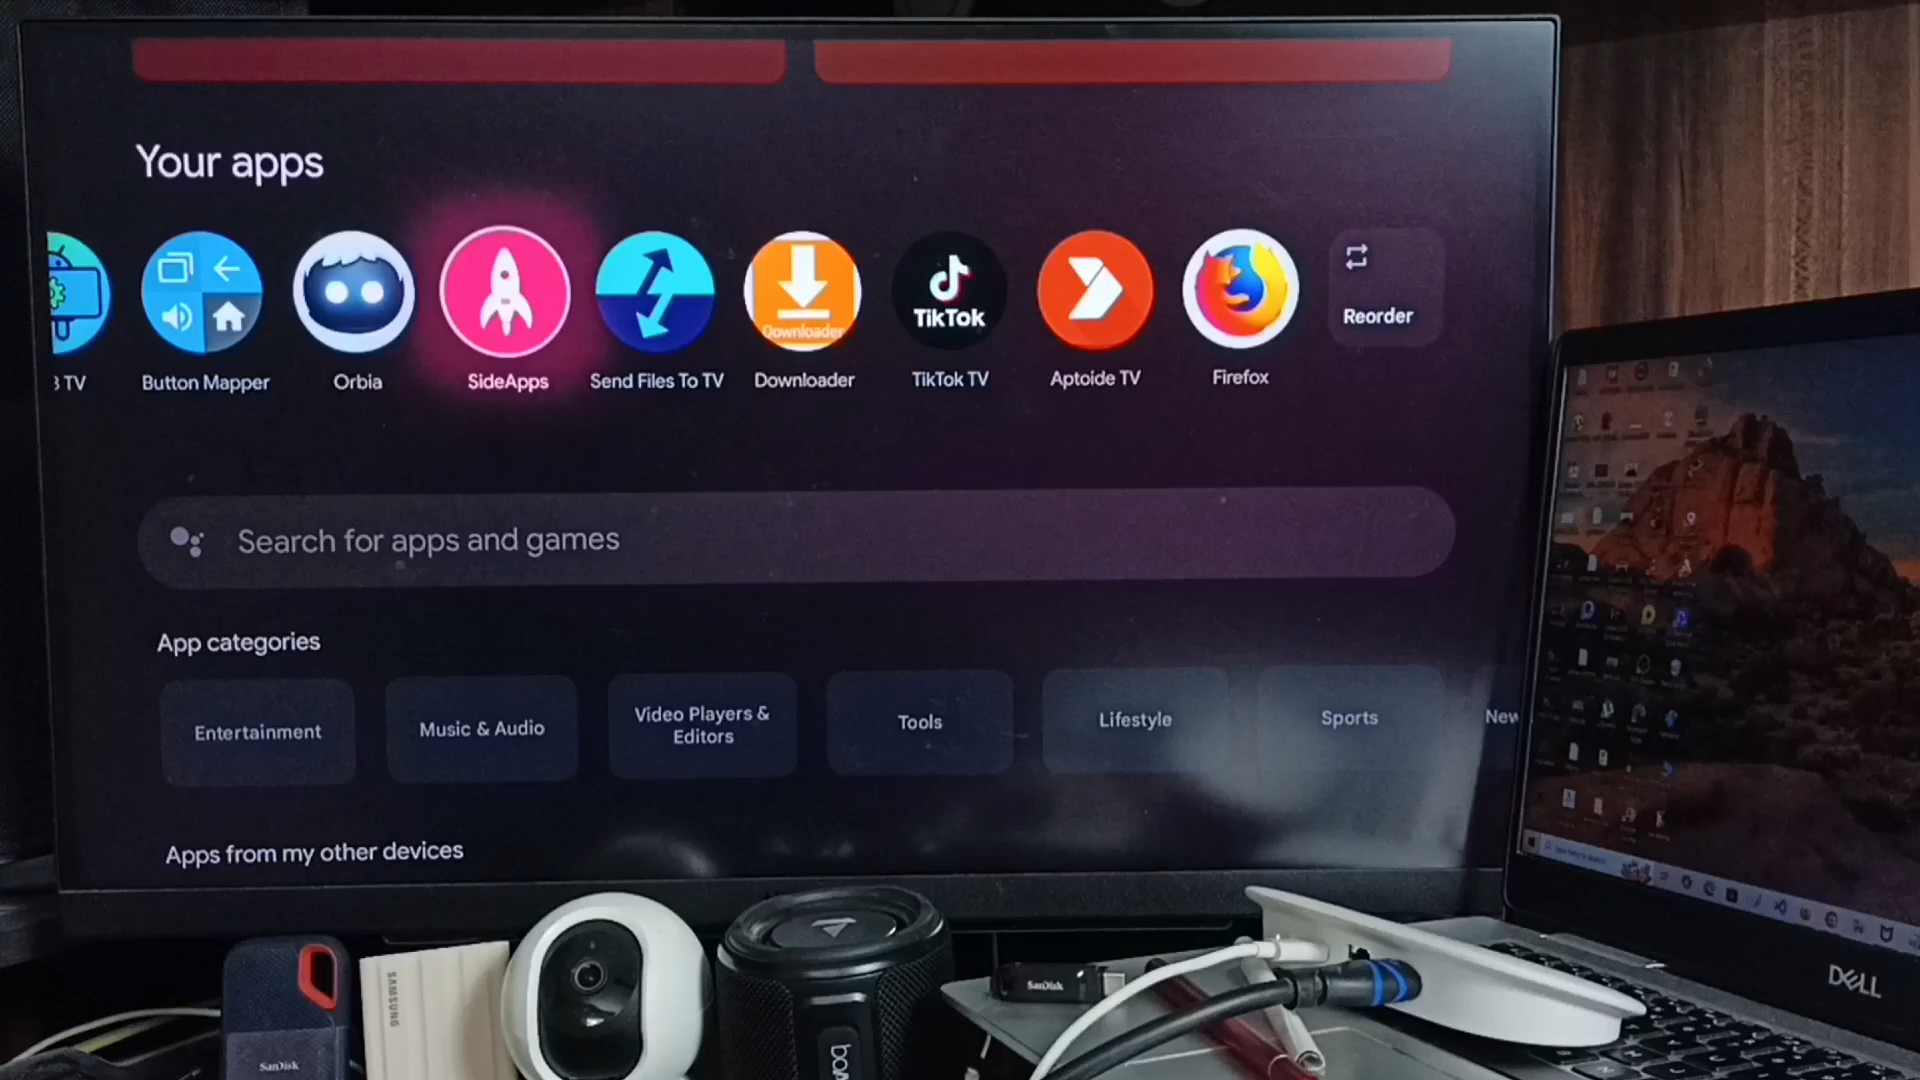 Your apps
Downloader
TikTok
Reorder
TV
Button Mapper
Orbia
SideApps
Send Files To TV
Downloader
TikTok TV
Aptoide TV
Firefox
Search for apps and games
App categories
Entertainment
Music & Audio
Video Players &
Editors
Tools
Lifestyle
Sports
New
Apps from my other devices
SanDisk
SAMSUNG
boA
SanDisk
DELL